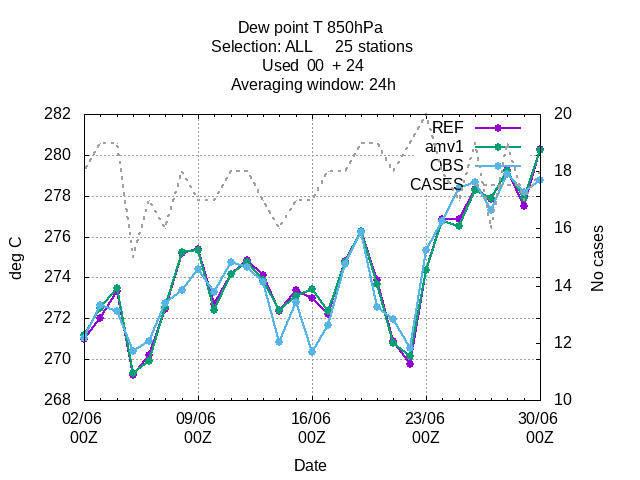 Dew point T 850hPa
Selection: ALL 25 stations
Used 00 + 24
Averaging window: 24h
282
280
278
276
274
272
270
268
deg C
20
18
16
14
12
10
No cases
REF
amv1
OBS
CASES
02/06 09/06 16/06 23/06 30/06
00Z 00Z 00Z 00Z 00Z
Date